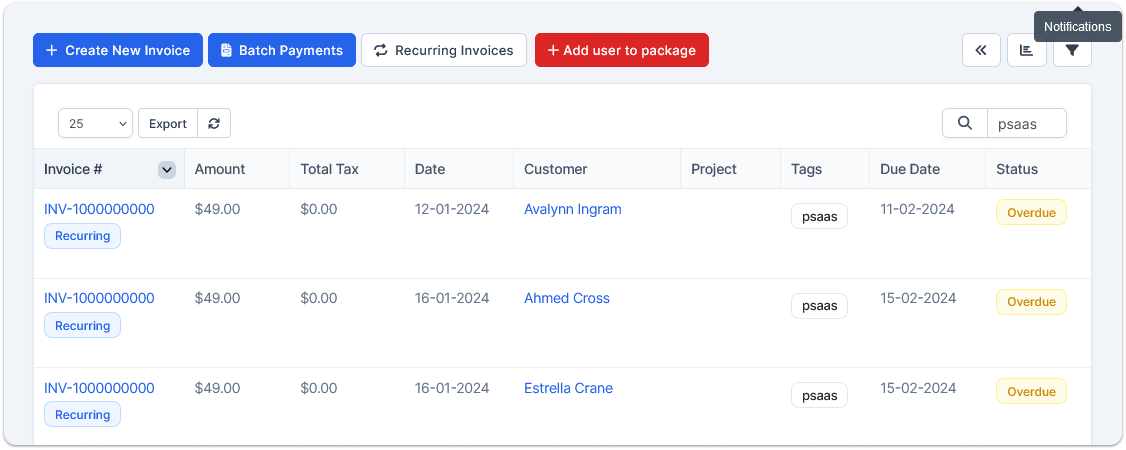 Notifications
Create New Invoice Batch Payments Recurring Invoices + Add user to package
25 Export psaas
Invoice # Amount Total Tax Date Customer Project Tags Due Date Status
INV-1000000000 $49.00 $0.00 12-01-2024 Avalynn Ingram psaas 11-02-2024 Overdue
Recurring
INV-1000000000 $49.00 $0.00 16-01-2024 Ahmed Cross psaas 15-02-2024 Overdue
Recurring
INV-1000000000 $49.00 $0.00 16-01-2024 Estrella Crane psaas 15-02-2024 Overdue
Recurring